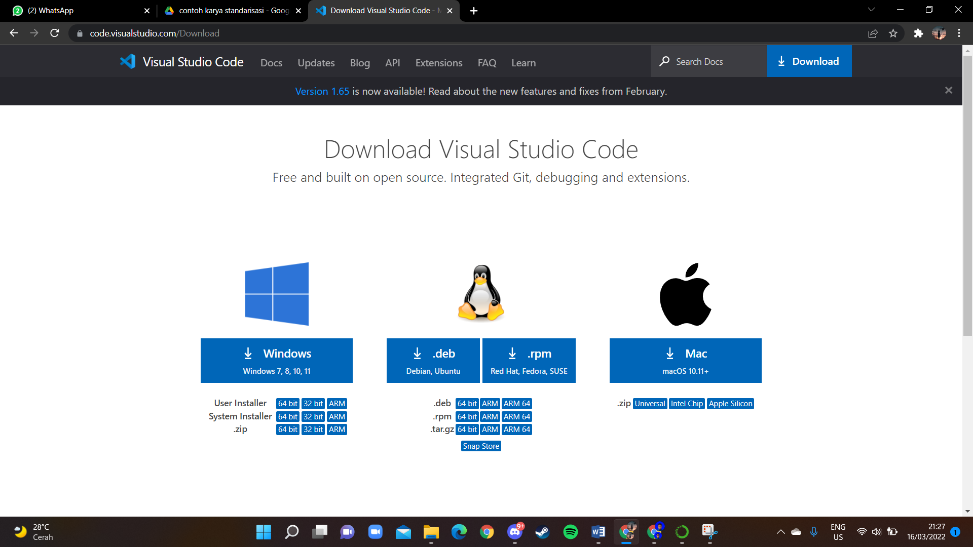 (2) WhatsApp
contoh karya standarisasi - Goog
Download Visual Studio Code - M
code.visualstudio.com/Download
Visual Studio Code Docs Updates Blog API Extensions FAQ Learn Search Docs Download
Version 1.65 is now available! Read about the new features and fixes from February.
Download Visual Studio Code
Free and built on open source. Integrated Git, debugging and extensions.
Windows
Windows 7, 8, 10, 11
User Installer 64 bit 32 bit ARM
System Installer 64 bit 32 bit ARM
.zip 64 bit 32 bit ARM
.deb
Debian, Ubuntu
.rpm
Red Hat, Fedora, SUSE
.deb 64 bit ARM ARM 64
.rpm 64 bit ARM ARM 64
.tar.gz 64 bit ARM ARM 64
Snap Store
Mac
macOS 10.11+
.zip Universal Intel Chip Apple Silicon
28°C
Cerah
ENG
US
21:27
16/03/2022